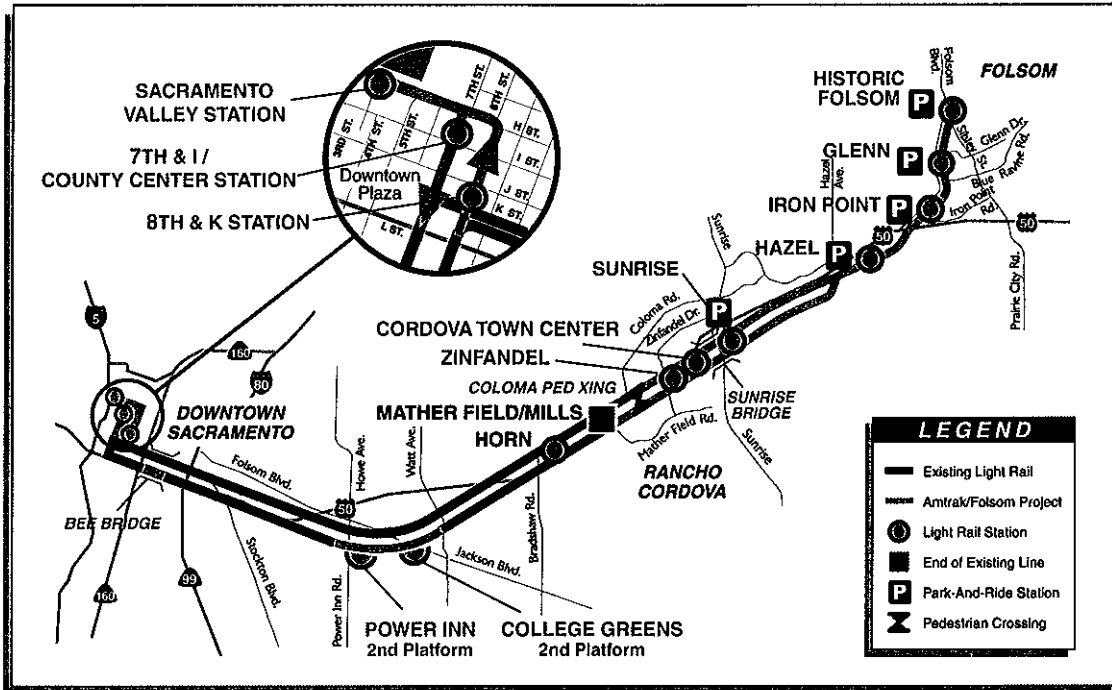 SACRAMENTO
VALLEY STATION
7TH & I /
COUNTY CENTER STATION
8TH & K STATION
3RD ST.
4TH ST.
5TH ST.
7TH ST.
8TH ST.
H ST.
I ST.
J ST.
K ST.
L ST.
Downtown
Plaza
HISTORIC
FOLSOM
P
Folsom
Blvd.
FOLSOM
GLENN
P
Glenn Dr.
Sibley
St.
Blue
Ravine Rd.
IRON POINT
P
Iron Point
Rd.
50
50
Prairie City Rd.
Hazel
Ave.
HAZEL
P
Sunrise
SUNRISE
P
Coloma Rd.
Zinfandel Dr.
CORDOVA TOWN CENTER
ZINFANDEL
COLOMA PED XING
SUNRISE
BRIDGE
Sunrise
MATHER FIELD/MILLS
HORN
Mather Field Rd.
RANCHO
CORDOVA
5
160
80
DOWNTOWN
SACRAMENTO
Folsom Blvd.
Howe Ave.
Watt Ave.
50
Bradshaw Rd.
Jackson Blvd.
BEE BRIDGE
Stockton Blvd.
Power Inn Rd.
99
160
POWER INN
2nd Platform
COLLEGE GREENS
2nd Platform
LEGEND
Existing Light Rail
Amtrak/Folsom Project
Light Rail Station
End of Existing Line
P Park-And-Ride Station
Pedestrian Crossing